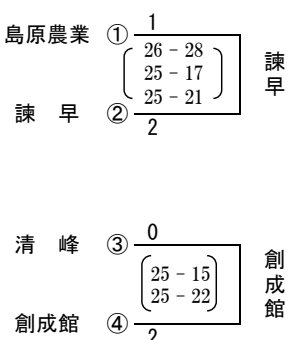 島原農業 ① 1
26 - 28
25 - 17
25 - 21
諫早
諫 早 ② 2
清 峰 ③ 0
25 - 15
25 - 22
創成館
創成館 ④ 2